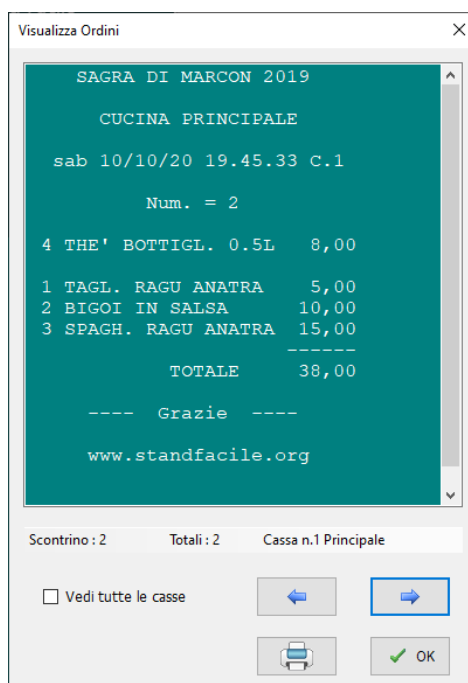 Visualizza Ordini
SAGRA DI MARCON 2019
CUCINA PRINCIPALE
sab 10/10/20 19.45.33 C.1
Num. = 2
4 THE' BOTTIGL. 0.5L 8,00
1 TAGL. RAGU ANATRA 5,00
2 BIGOI IN SALSA 10,00
3 SPAGH. RAGU ANATRA 15,00
------
TOTALE 38,00
---- Grazie ----
www.standfacile.org
Scontrino : 2 Totali : 2 Cassa n.1 Principale
Vedi tutte le casse
OK